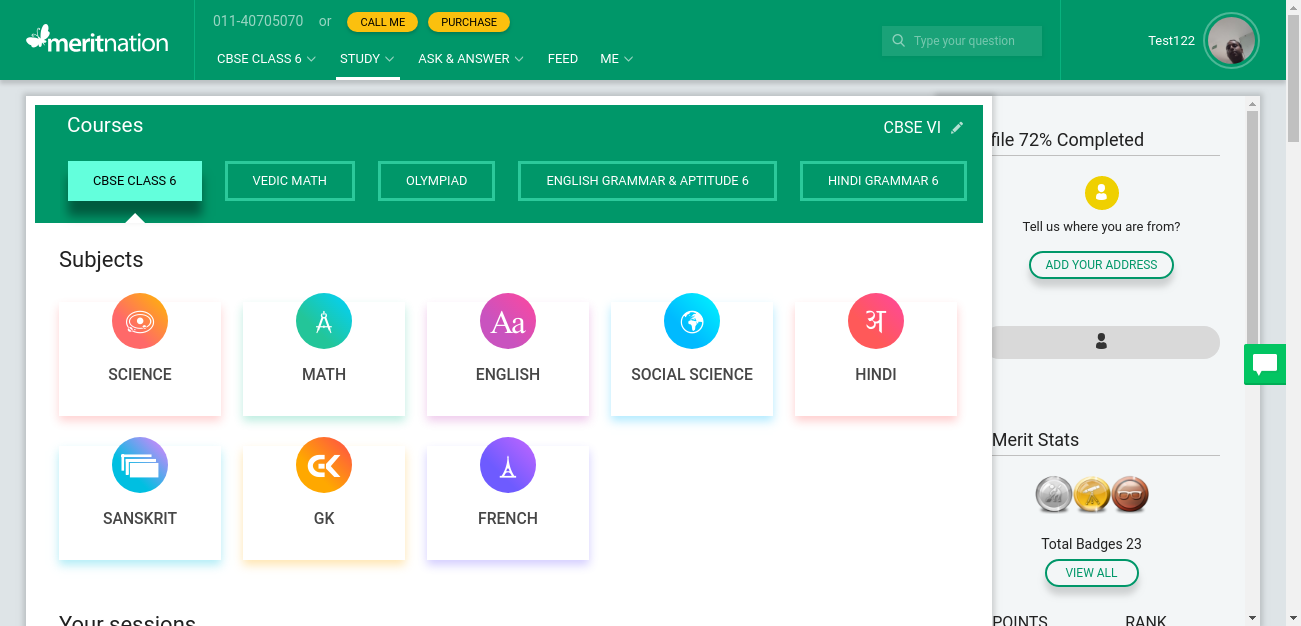 meritnation
011-40705070 or CALL ME PURCHASE
CBSE CLASS 6 STUDY ASK & ANSWER FEED ME
Type your question
Test122
Courses
CBSE VI
CBSE CLASS 6 VEDIC MATH OLYMPIAD ENGLISH GRAMMAR & APTITUDE 6 HINDI GRAMMAR 6
Subjects
Aa अ
SCIENCE MATH ENGLISH SOCIAL SCIENCE HINDI
GK
SANSKRIT GK FRENCH
Your sessions
file 72% Completed
Tell us where you are from?
ADD YOUR ADDRESS
Merit Stats
Total Badges 23
VIEW ALL
POINTS RANK